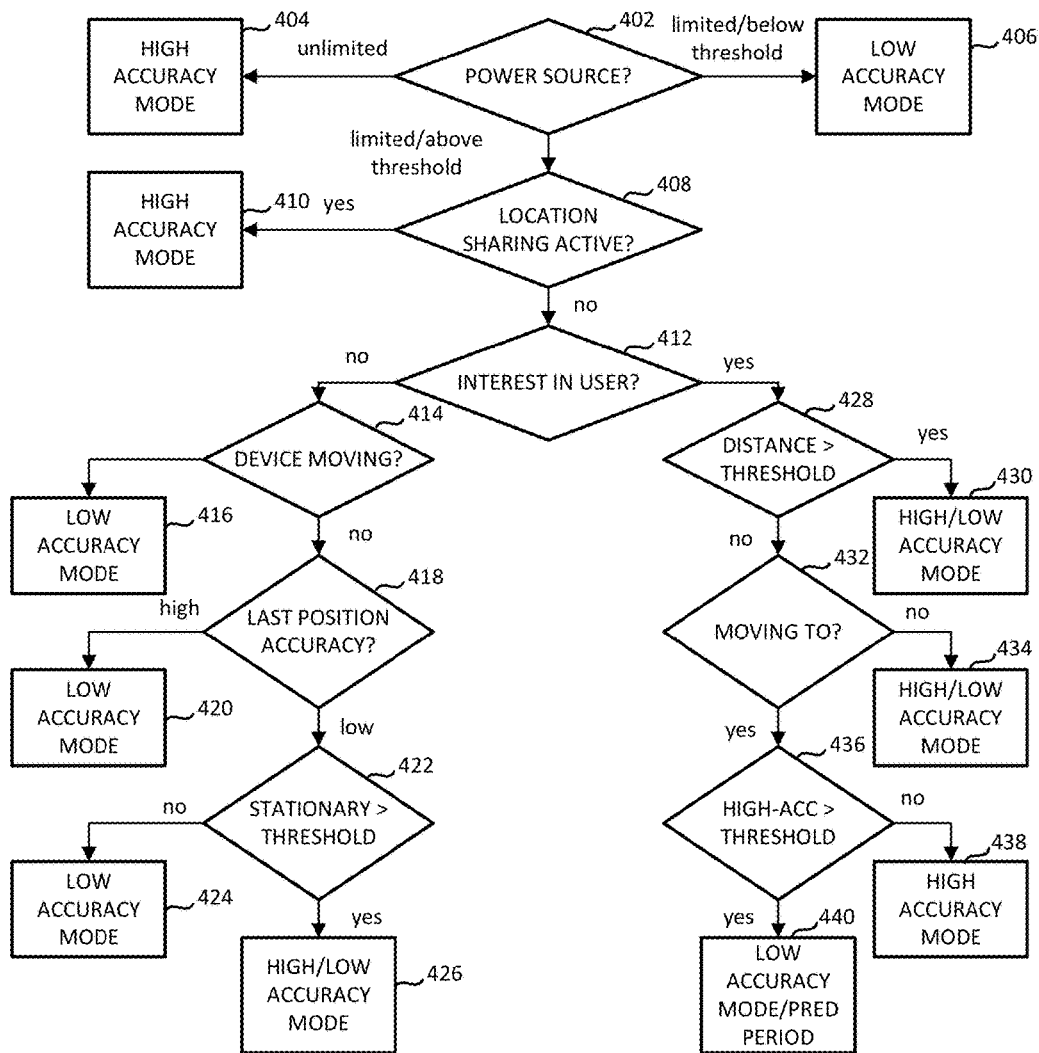 404
HIGH
ACCURACY
MODE
unlimited
402
POWER SOURCE?
limited/below
threshold
406
LOW
ACCURACY
MODE
limited/above
threshold
410
HIGH
ACCURACY
MODE
yes
408
LOCATION
SHARING ACTIVE?
no
412
INTEREST IN USER?
no
yes
414
DEVICE MOVING?
428
DISTANCE >
THRESHOLD
yes
416
LOW
ACCURACY
MODE
no
430
HIGH/LOW
ACCURACY
MODE
no
418
LAST POSITION
ACCURACY?
high
432
MOVING TO?
no
420
LOW
ACCURACY
MODE
low
434
HIGH/LOW
ACCURACY
MODE
yes
422
STATIONARY >
THRESHOLD
no
436
HIGH-ACC >
THRESHOLD
no
424
LOW
ACCURACY
MODE
yes
438
HIGH
ACCURACY
MODE
yes
426
HIGH/LOW
ACCURACY
MODE
440
LOW
ACCURACY
MODE/PRED
PERIOD